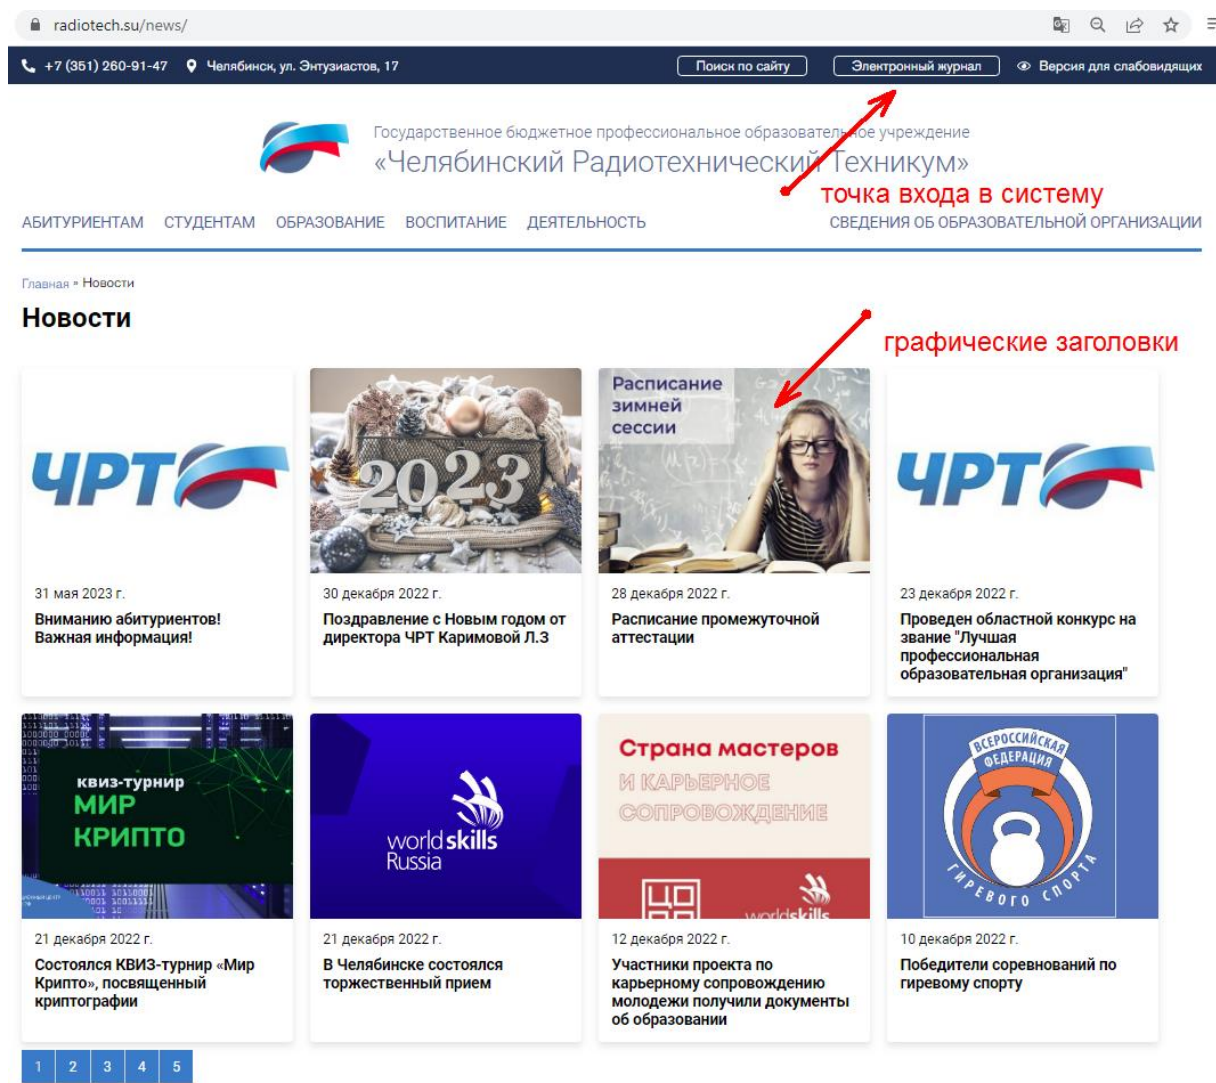 radiotech.su/news/
+7 (351) 260-91-47 Челябинск, ул. Энтузиастов, 17 Поиск по сайту Электронный журнал Версия для слабовидящих
Государственное бюджетное профессиональное образовательное учреждение
«Челябинский Радиотехнический Техникум»
точка входа в систему
АБИТУРИЕНТАМ СТУДЕНТАМ ОБРАЗОВАНИЕ ВОСПИТАНИЕ ДЕЯТЕЛЬНОСТЬ СВЕДЕНИЯ ОБ ОБРАЗОВАТЕЛЬНОЙ ОРГАНИЗАЦИИ
Главная » Новости
Новости
графические заголовки
ЧРТ
2023
Расписание
зимней
сессии
ЧРТ
31 мая 2023 г.
Вниманию абитуриентов!
Важная информация!
30 декабря 2022 г.
Поздравление с Новым годом от
директора ЧРТ Каримовой Л.З
28 декабря 2022 г.
Расписание промежуточной
аттестации
23 декабря 2022 г.
Проведен областной конкурс на
звание "Лучшая
профессиональная
образовательная организация"
квиз-турнир
МИР
КРИПТО
worldskills
Russia
Страна мастеров
И КАРЬЕРНОЕ
СОПРОВОЖДЕНИЕ
worldskills
ВСЕРОССИЙСКАЯ
ФЕДЕРАЦИЯ
ГИРЕВОГО СПОРТА
21 декабря 2022 г.
Состоялся КВИЗ-турнир «Мир
Крипто», посвященный
криптографии
21 декабря 2022 г.
В Челябинске состоялся
торжественный прием
12 декабря 2022 г.
Участники проекта по
карьерному сопровождению
молодежи получили документы
об образовании
10 декабря 2022 г.
Победители соревнований по
гиревому спорту
1 2 3 4 5